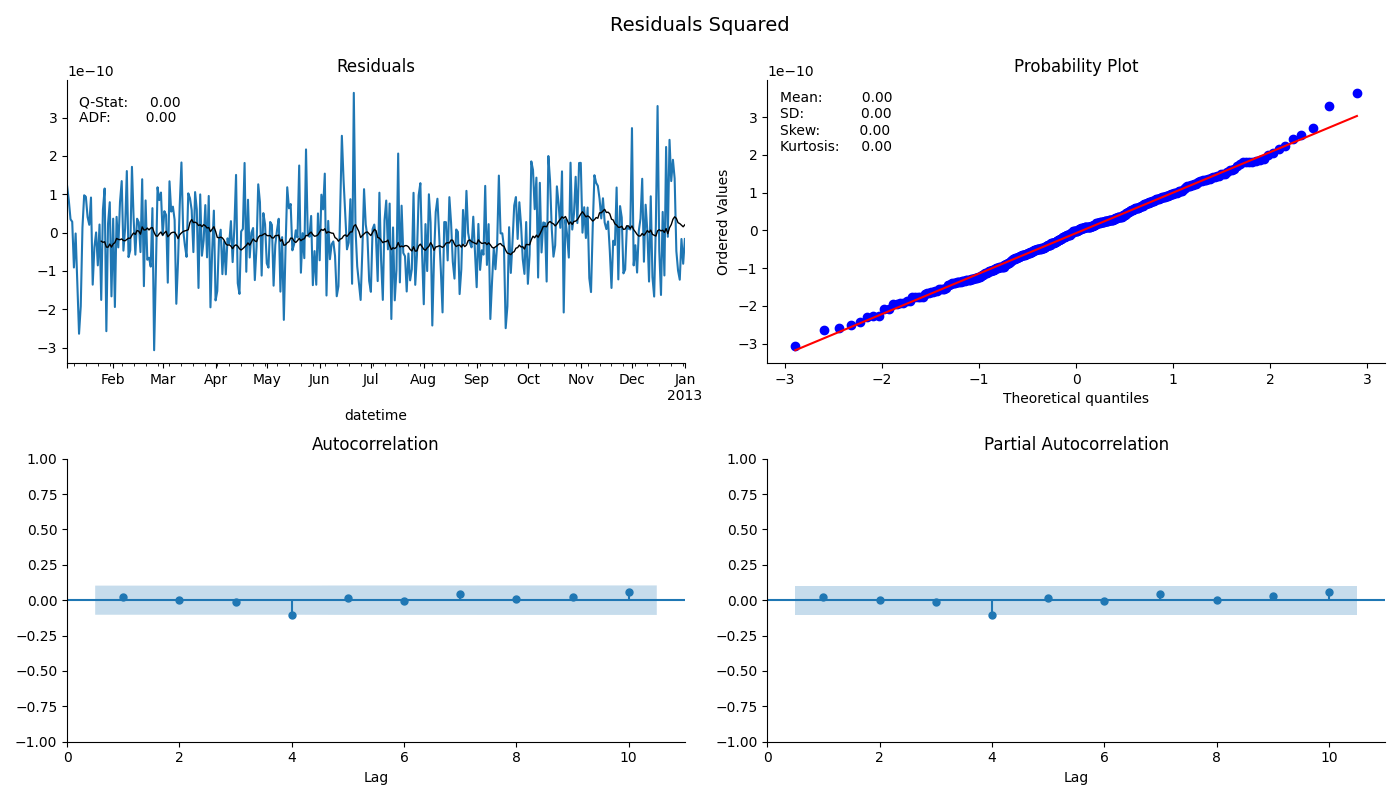 Residuals Squared
Residuals
1e−10
Q-Stat: 0.00
ADF: 0.00
3
2
1
0
−1
−2
−3
Feb Mar Apr May Jun Jul Aug Sep Oct Nov Dec Jan
2013
datetime
Probability Plot
1e−10
Mean: 0.00
SD: 0.00
Skew: 0.00
Kurtosis: 0.00
Ordered Values
3
2
1
0
−1
−2
−3
−3 −2 −1 0 1 2 3
Theoretical quantiles
Autocorrelation
1.00
0.75
0.50
0.25
0.00
−0.25
−0.50
−0.75
−1.00
0 2 4 6 8 10
Lag
Partial Autocorrelation
1.00
0.75
0.50
0.25
0.00
−0.25
−0.50
−0.75
−1.00
0 2 4 6 8 10
Lag